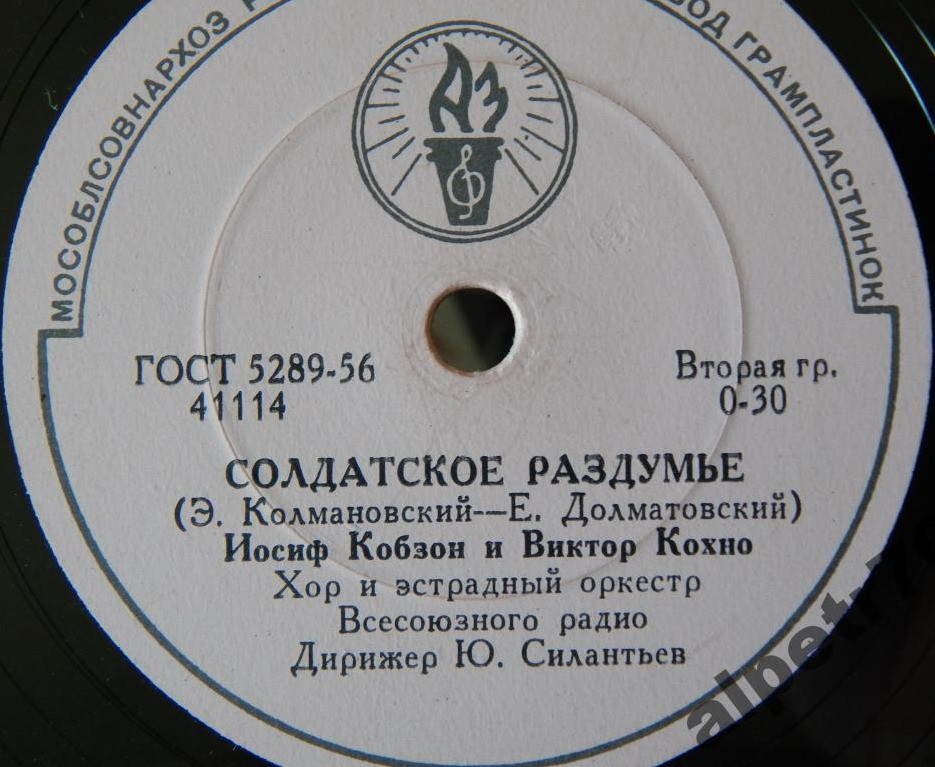 МОСОБЛСОВНАРХОЗ
ГРАМПЛАСТИНОК
АЗ
ГОСТ 5289-56
41114
Вторая гр.
0-30
СОЛДАТСКОЕ РАЗДУМЬЕ
(Э. Колмановский—Е. Долматовский)
Иосиф Кобзон и Виктор Кохно
Хор и эстрадный оркестр
Всесоюзного радио
Дирижер Ю. Силантьев